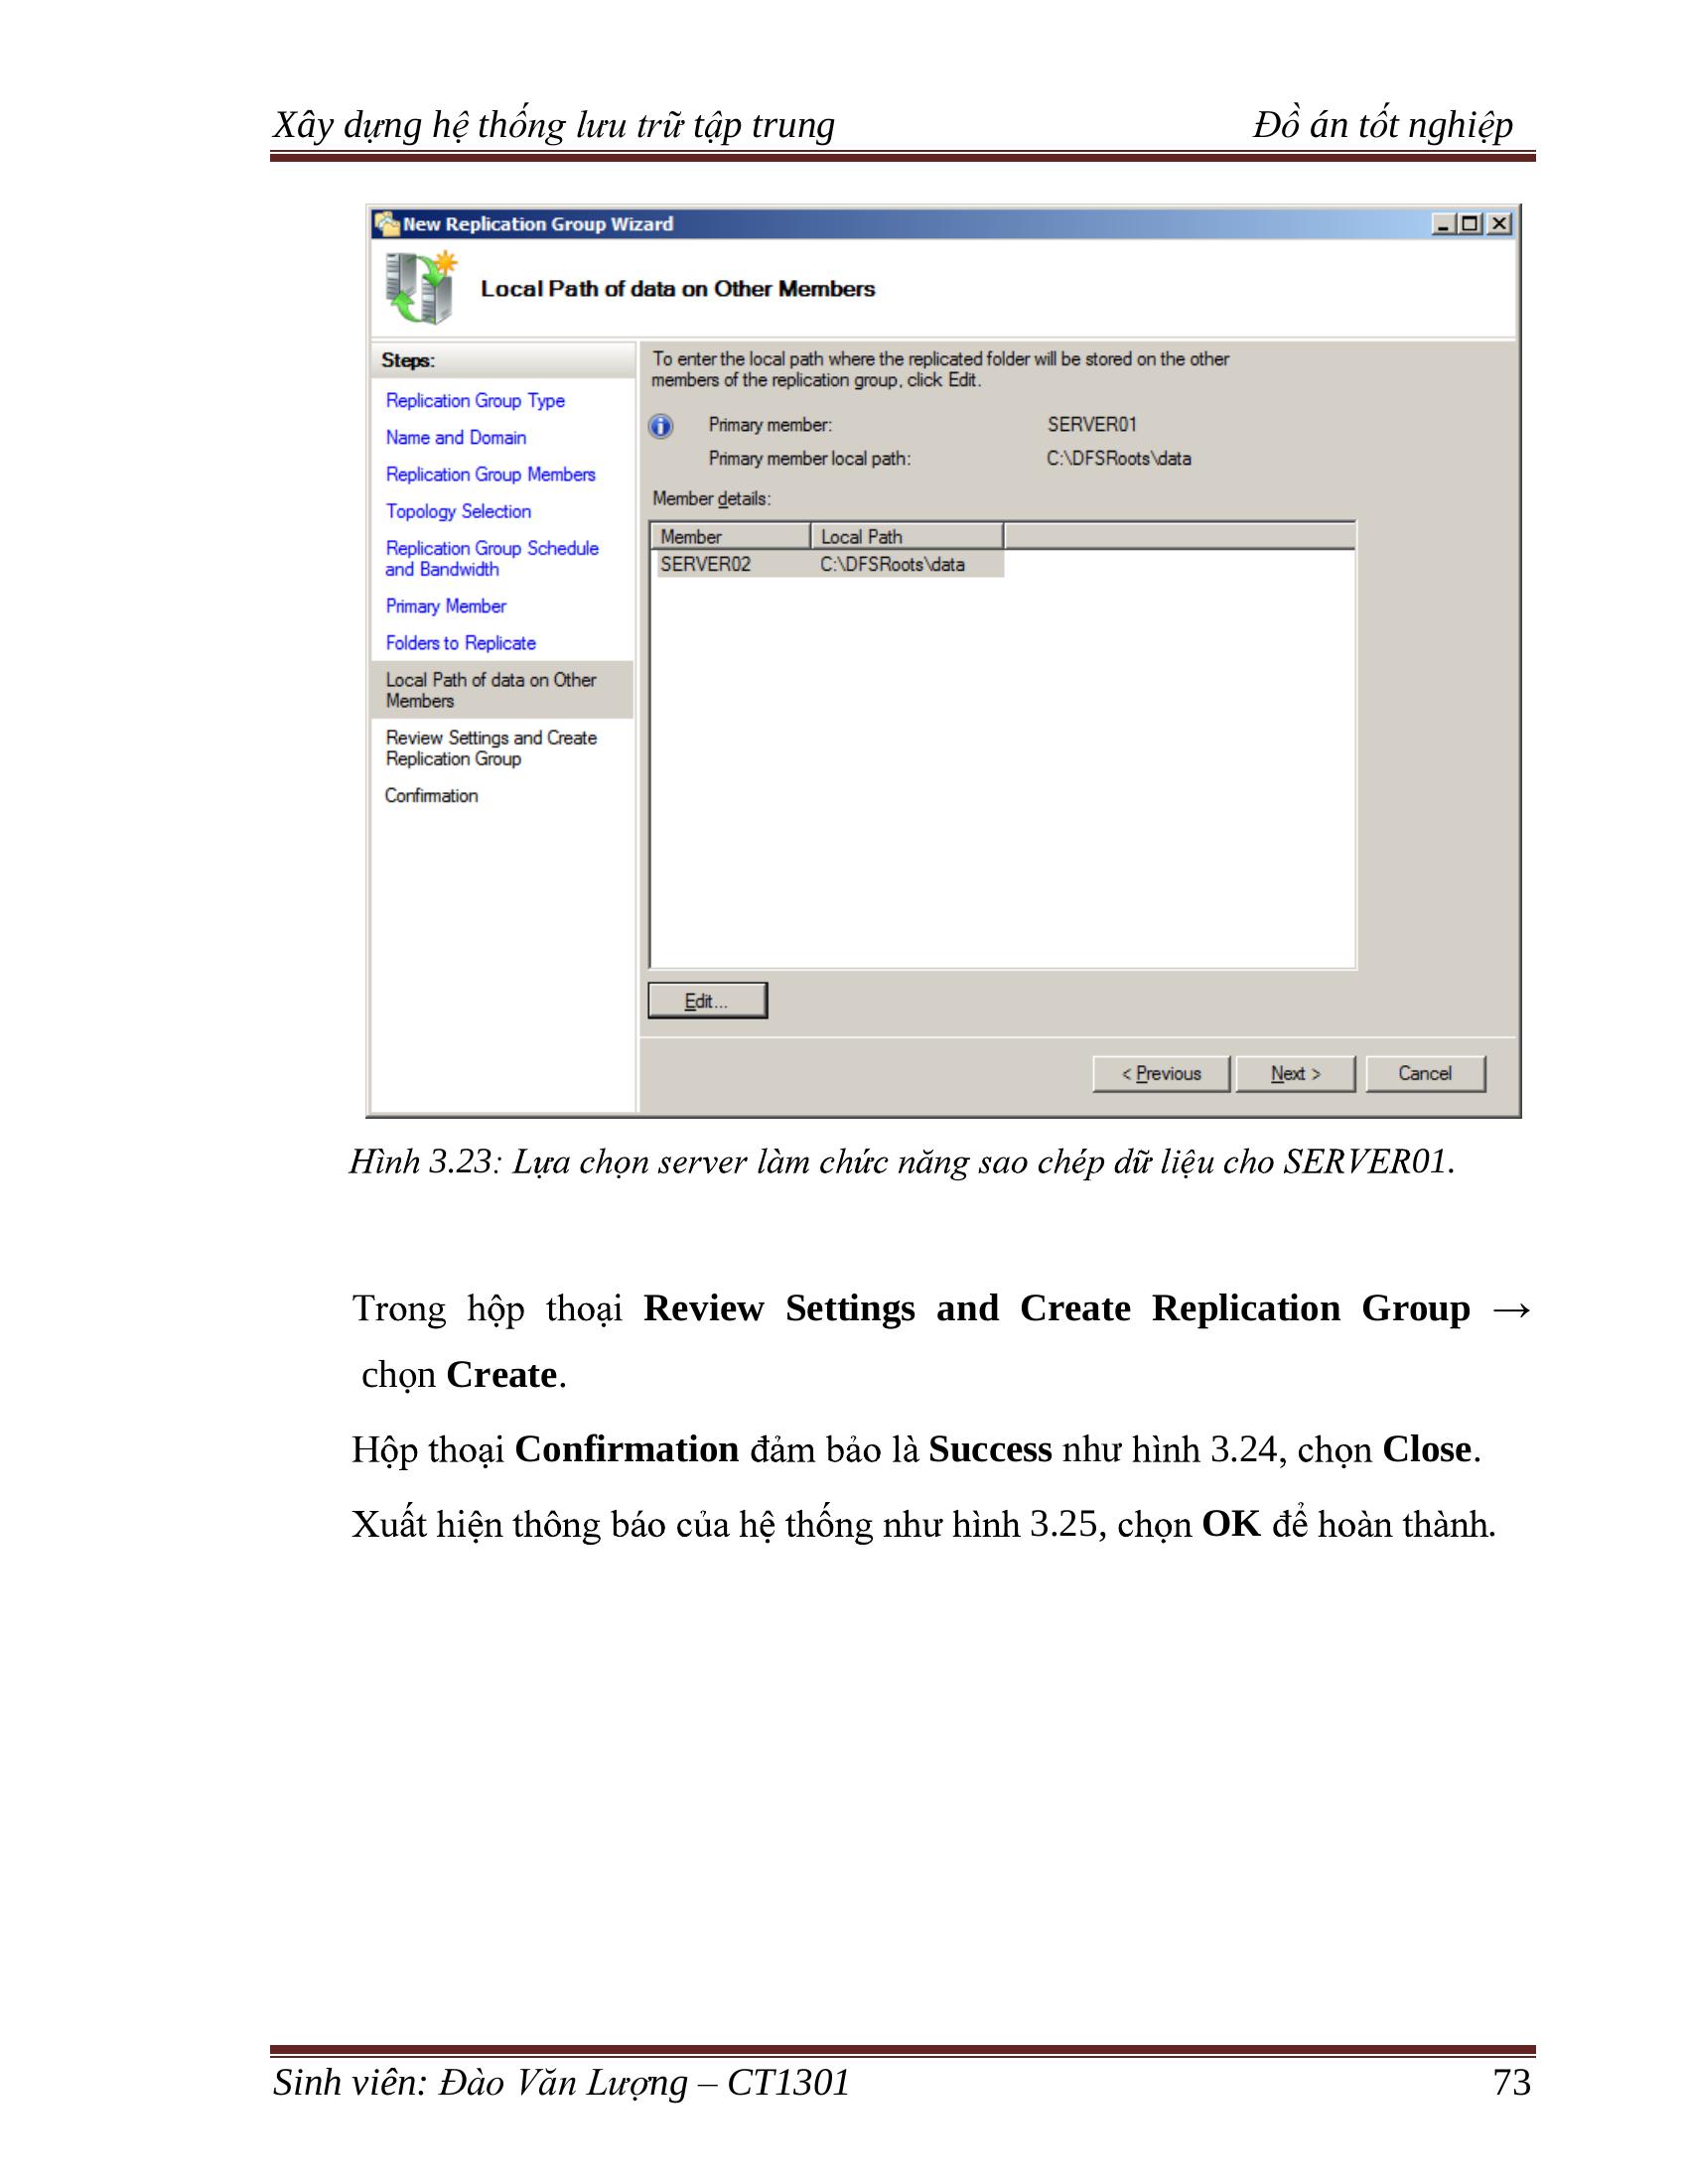 Xây dựng hệ thống lưu trữ tập trung Đồ án tốt nghiệp
New Replication Group Wizard
Local Path of data on Other Members
Steps:
Replication Group Type
Name and Domain
Replication Group Members
Topology Selection
Replication Group Schedule
and Bandwidth
Primary Member
Folders to Replicate
Local Path of data on Other
Members
Review Settings and Create
Replication Group
Confirmation
To enter the local path where the replicated folder will be stored on the other
members of the replication group, click Edit.
Primary member: SERVER01
Primary member local path: C:\DFSRoots\data
Member details:
Member Local Path
SERVER02 C:\DFSRoots\data
Edit...
< Previous Next > Cancel
Hình 3.23: Lựa chọn server làm chức năng sao chép dữ liệu cho SERVER01.
Trong hộp thoại Review Settings and Create Replication Group →
chọn Create.
Hộp thoại Confirmation đảm bảo là Success như hình 3.24, chọn Close.
Xuất hiện thông báo của hệ thống như hình 3.25, chọn OK để hoàn thành.
Sinh viên: Đào Văn Lượng – CT1301 73